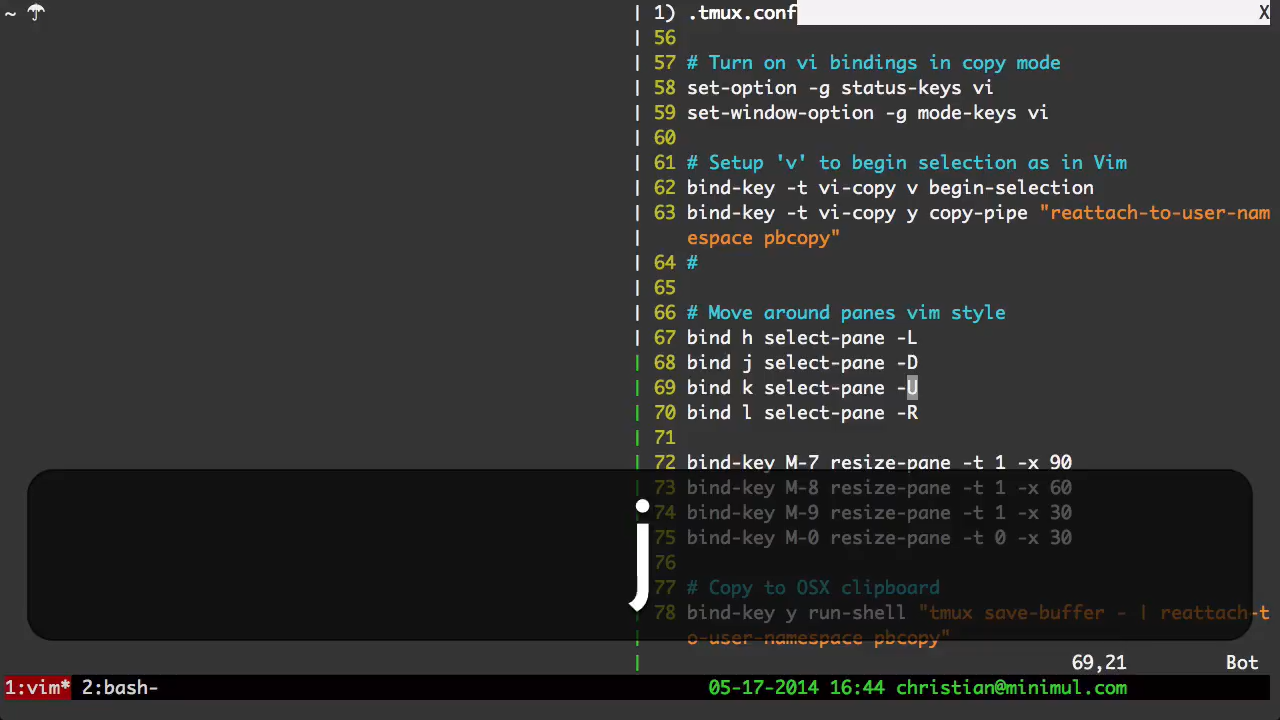 ~ ☂
1) .tmux.conf X
56
57 # Turn on vi bindings in copy mode
58 set-option -g status-keys vi
59 set-window-option -g mode-keys vi
60
61 # Setup 'v' to begin selection as in Vim
62 bind-key -t vi-copy v begin-selection
63 bind-key -t vi-copy y copy-pipe "reattach-to-user-nam
espace pbcopy"
64 #
65
66 # Move around panes vim style
67 bind h select-pane -L
68 bind j select-pane -D
69 bind k select-pane -U
70 bind l select-pane -R
71
72 bind-key M-7 resize-pane -t 1 -x 90
73 bind-key M-8 resize-pane -t 1 -x 60
74 bind-key M-9 resize-pane -t 1 -x 30
75 bind-key M-0 resize-pane -t 0 -x 30
76
77 # Copy to OSX clipboard
78 bind-key y run-shell "tmux save-buffer - | reattach-t
o-user-namespace pbcopy"
j
69,21 Bot
1:vim* 2:bash- 05-17-2014 16:44 christian@minimul.com